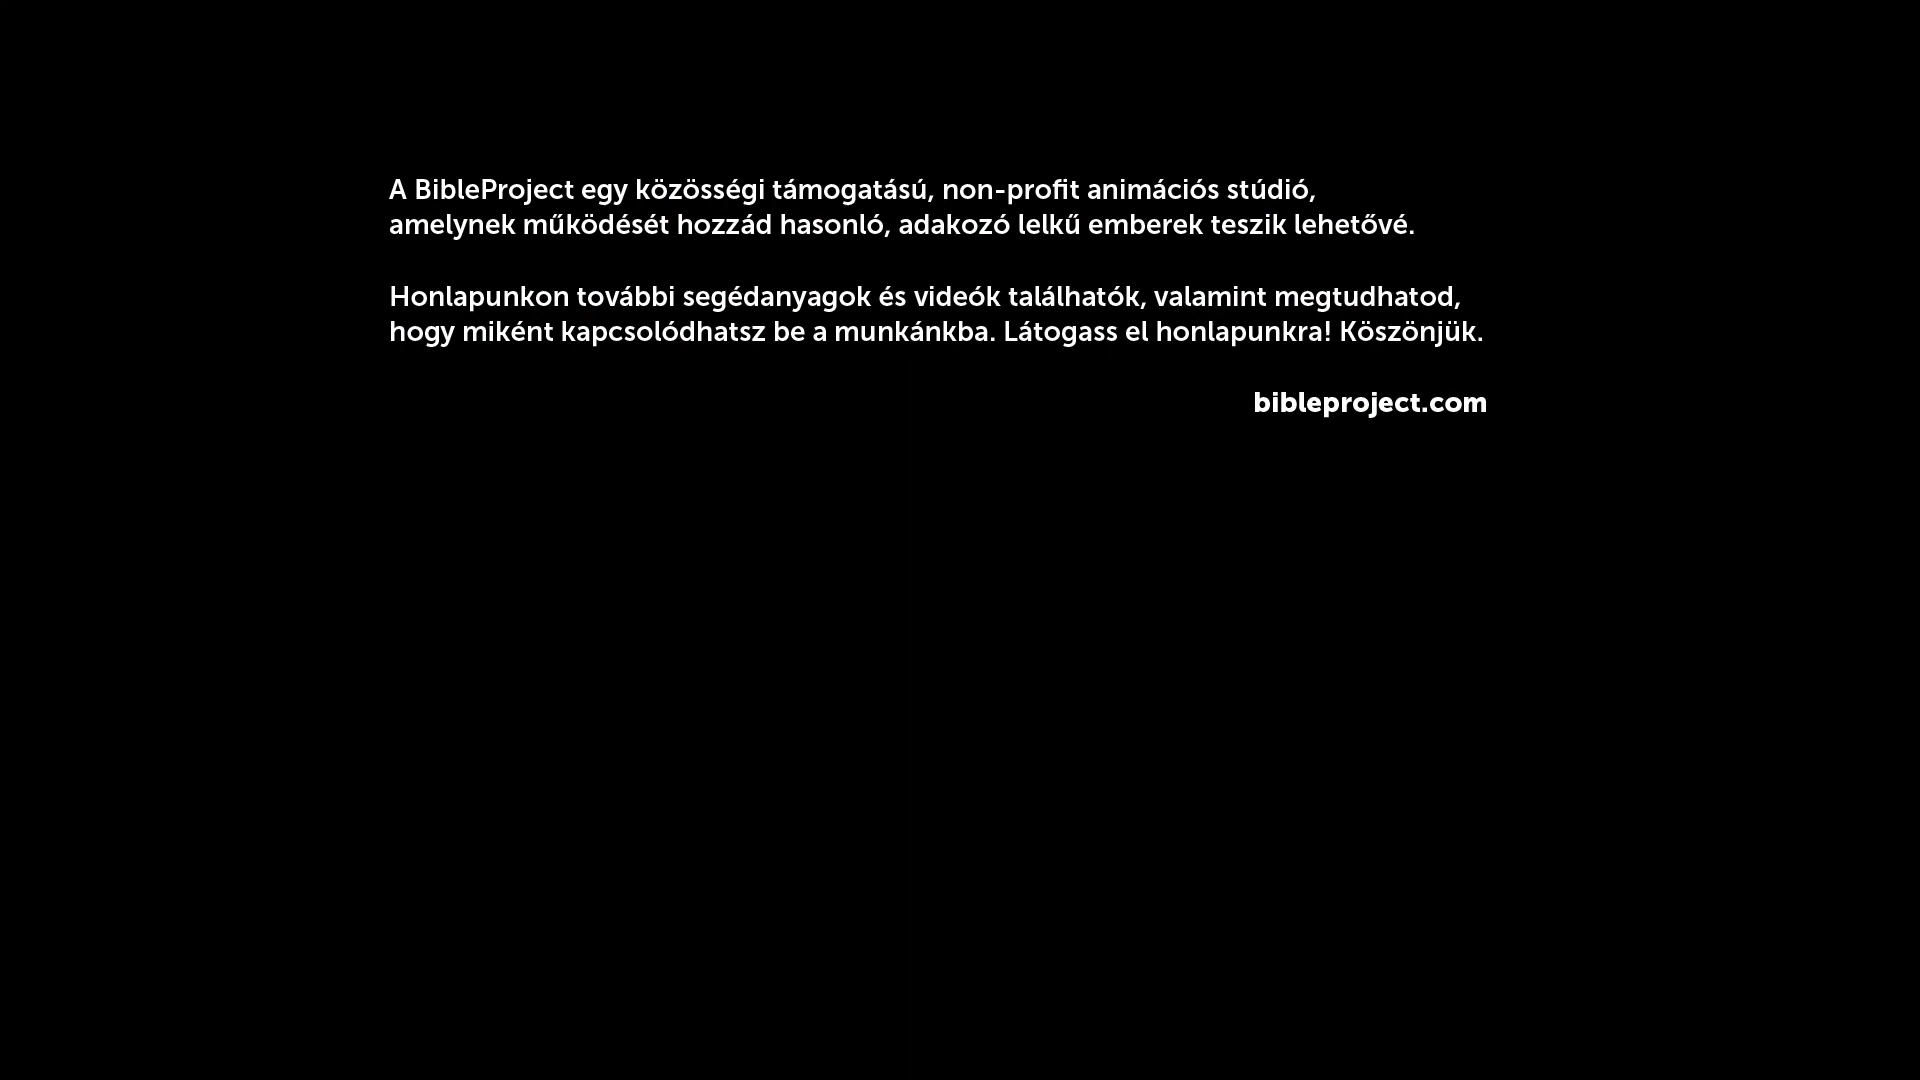 A BibleProject egy közösségi támogatású, non-profit animációs stúdió,
amelynek működését hozzád hasonló, adakozó lelkű emberek teszik lehetővé.
Honlapunkon további segédanyagok és videók találhatók, valamint megtudhatod,
hogy miként kapcsolódhatsz be a munkánkba. Látogass el honlapunkra! Köszönjük.
bibleproject.com